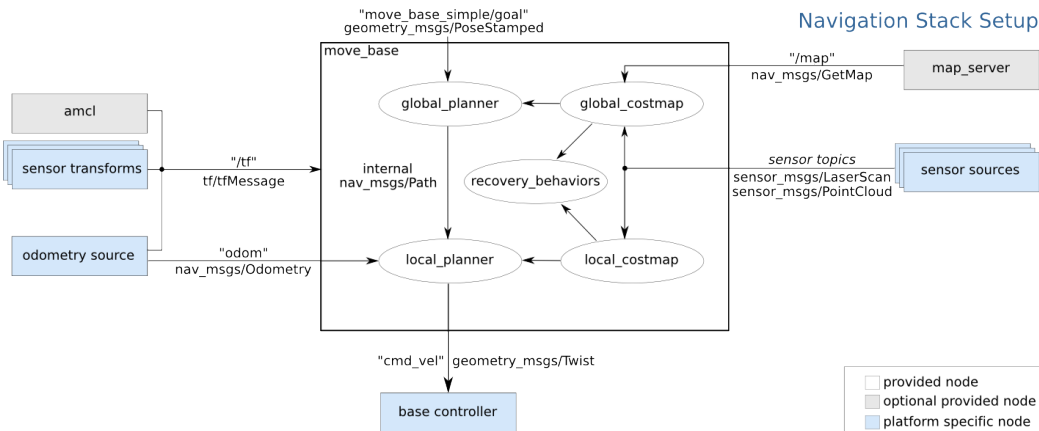 Navigation Stack Setup
"move_base_simple/goal"
geometry_msgs/PoseStamped
move_base
"/map"
nav_msgs/GetMap
map_server
amcl
global_planner
global_costmap
sensor transforms
"/tf"
tf/tfMessage
internal
nav_msgs/Path
recovery_behaviors
sensor topics
sensor_msgs/LaserScan
sensor_msgs/PointCloud
sensor sources
odometry source
"odom"
nav_msgs/Odometry
local_planner
local_costmap
"cmd_vel" geometry_msgs/Twist
base controller
provided node
optional provided node
platform specific node